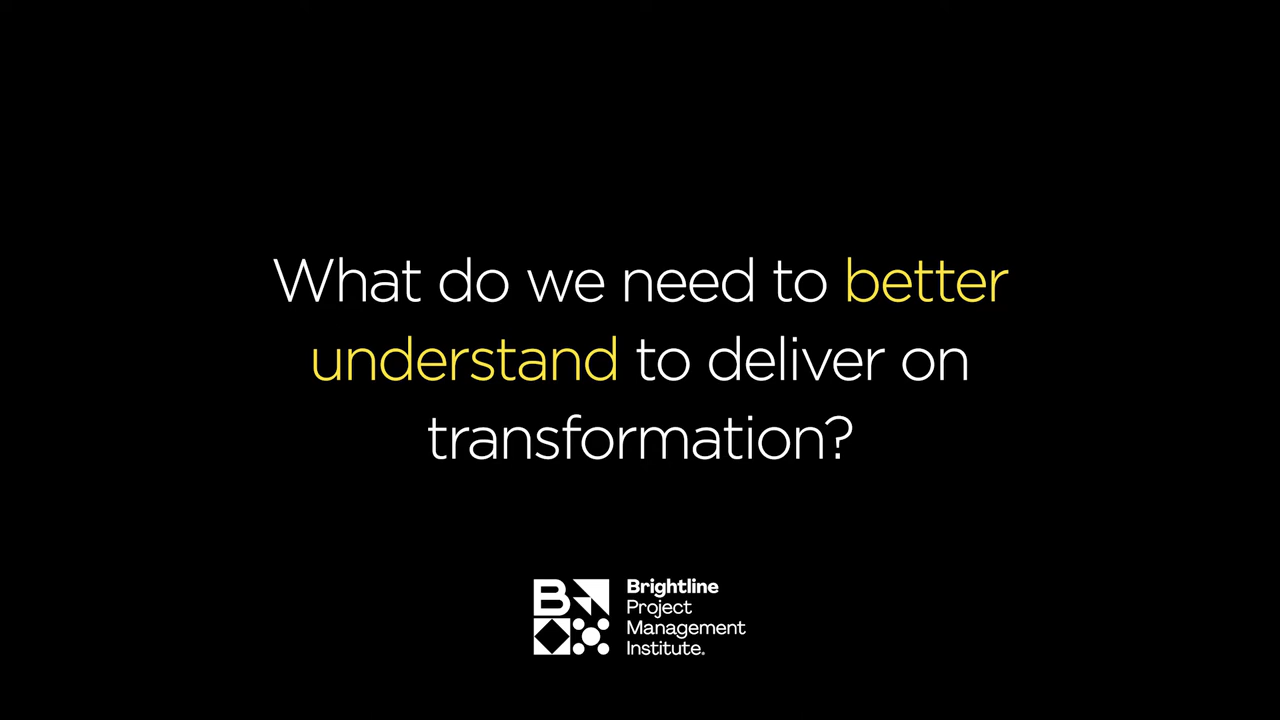 What do we need to better
understand to deliver on
transformation?
B
Brightline
Project
Management
Institute.